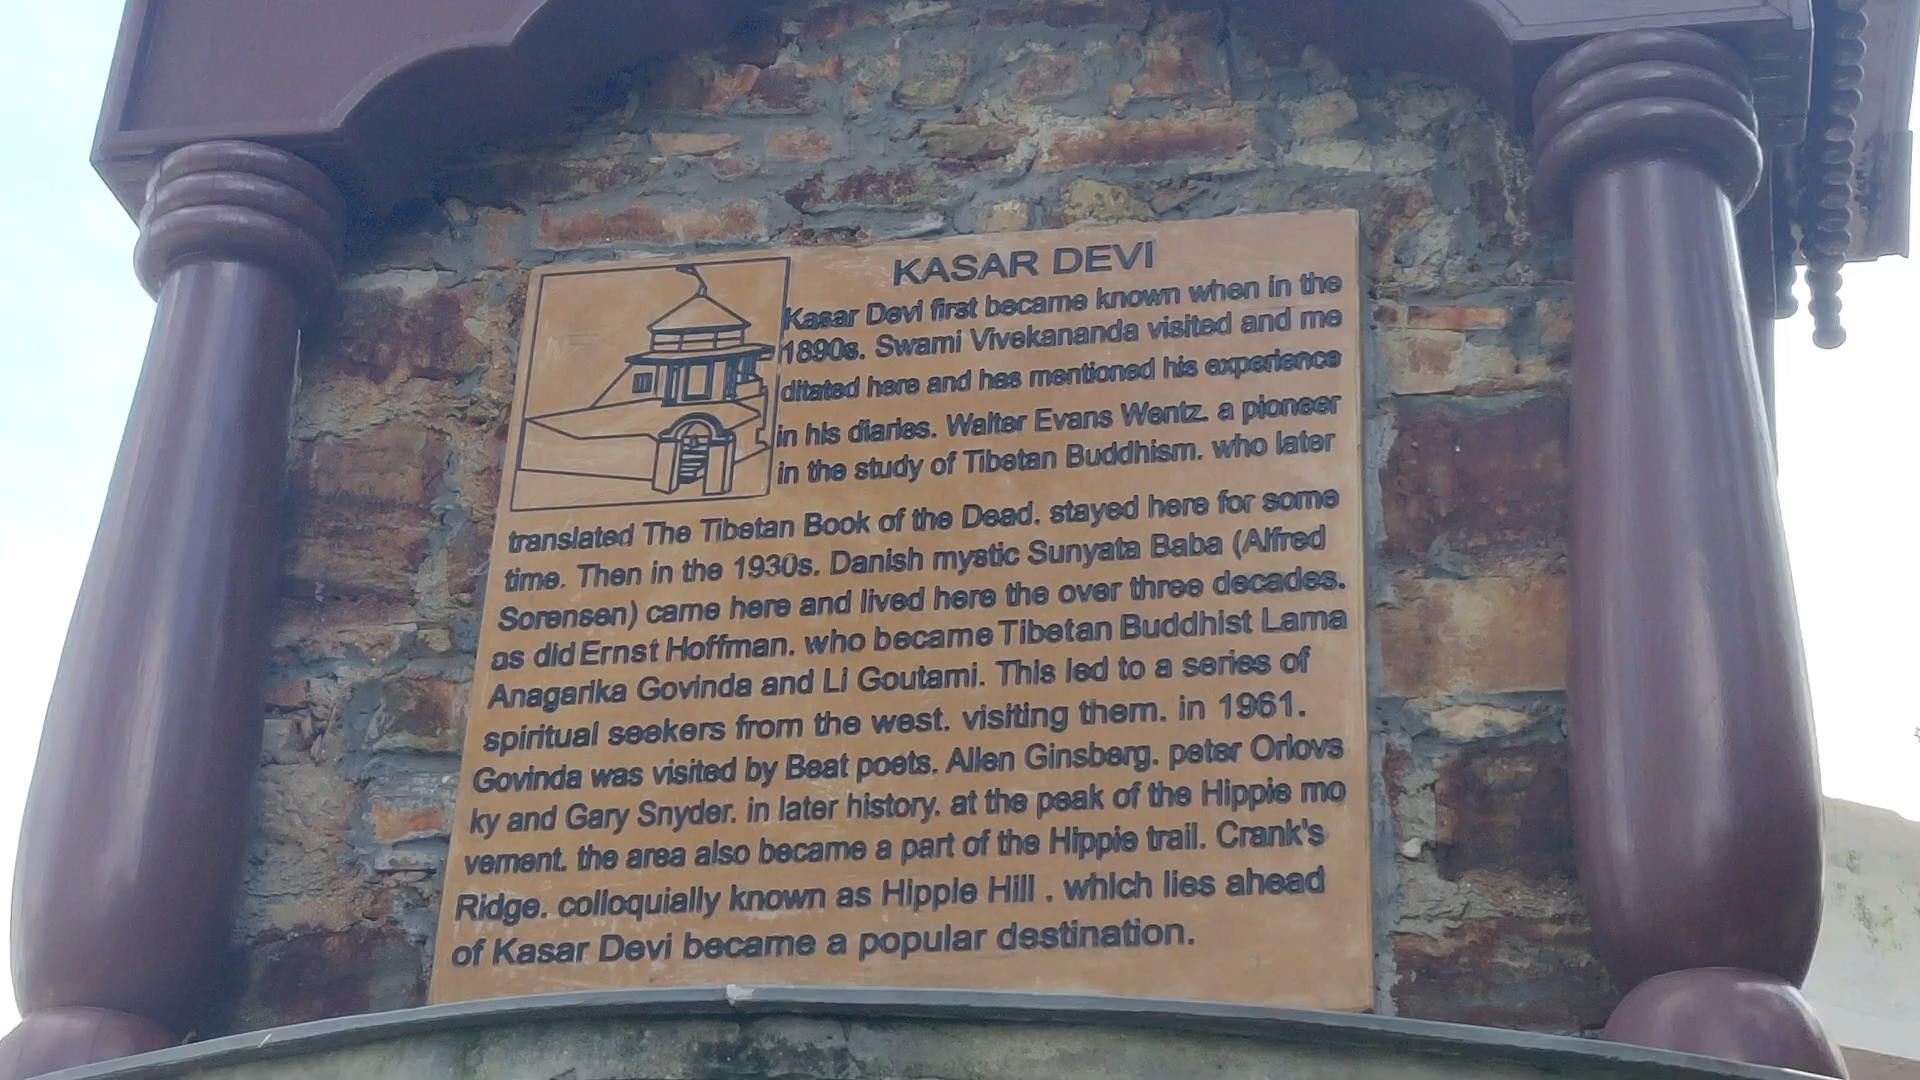 KASAR DEVI
Kasar Devi first became known when in the
1890s. Swami Vivekananda visited and me
ditated here and has mentioned his experience
in his diaries. Walter Evans Wentz. a pioneer
in the study of Tibetan Buddhism. who later
translated The Tibetan Book of the Dead. stayed here for some
time. Then in the 1930s. Danish mystic Sunyata Baba (Alfred
Sorensen) came here and lived here the over three decades.
as did Ernst Hoffman. who became Tibetan Buddhist Lama
Anagarika Govinda and Li Goutami. This led to a series of
spiritual seekers from the west. visiting them. in 1961.
Govinda was visited by Beat poets. Allen Ginsberg. peter Orlovs
ky and Gary Snyder. in later history. at the peak of the Hippie mo
vement. the area also became a part of the Hippie trail. Crank's
Ridge. colloquially known as Hipple Hill . which lies ahead
of Kasar Devi became a popular destination.